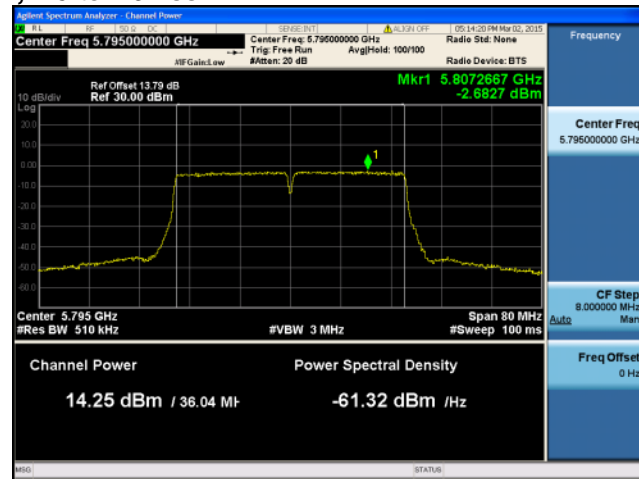 Agilent Spectrum Analyzer - Channel Power
RL RF 50 Ω DC SENSE:INT ALIGN OFF 05:14:20 PM Mar 02, 2015
Center Freq 5.795000000 GHz
Center Freq: 5.795000000 GHz Radio Std: None
Trig: Free Run Avg|Hold: 100/100
#IFGain:Low #Atten: 20 dB Radio Device: BTS
Frequency
Ref Offset 13.79 dB
10 dB/div Ref 30.00 dBm
Mkr1 5.8072667 GHz
-2.6827 dBm
Log
20.0
10.0
0.00
-10.0
-20.0
-30.0
-40.0
-50.0
-60.0
1
Center 5.795 GHz Span 80 MHz
#Res BW 510 kHz #VBW 3 MHz #Sweep 100 ms
Channel Power Power Spectral Density
14.25 dBm / 36.04 MH -61.32 dBm /Hz
Center Freq
5.795000000 GHz
CF Step
8.000000 MHz
Auto Man
Freq Offset
0 Hz
MSG STATUS